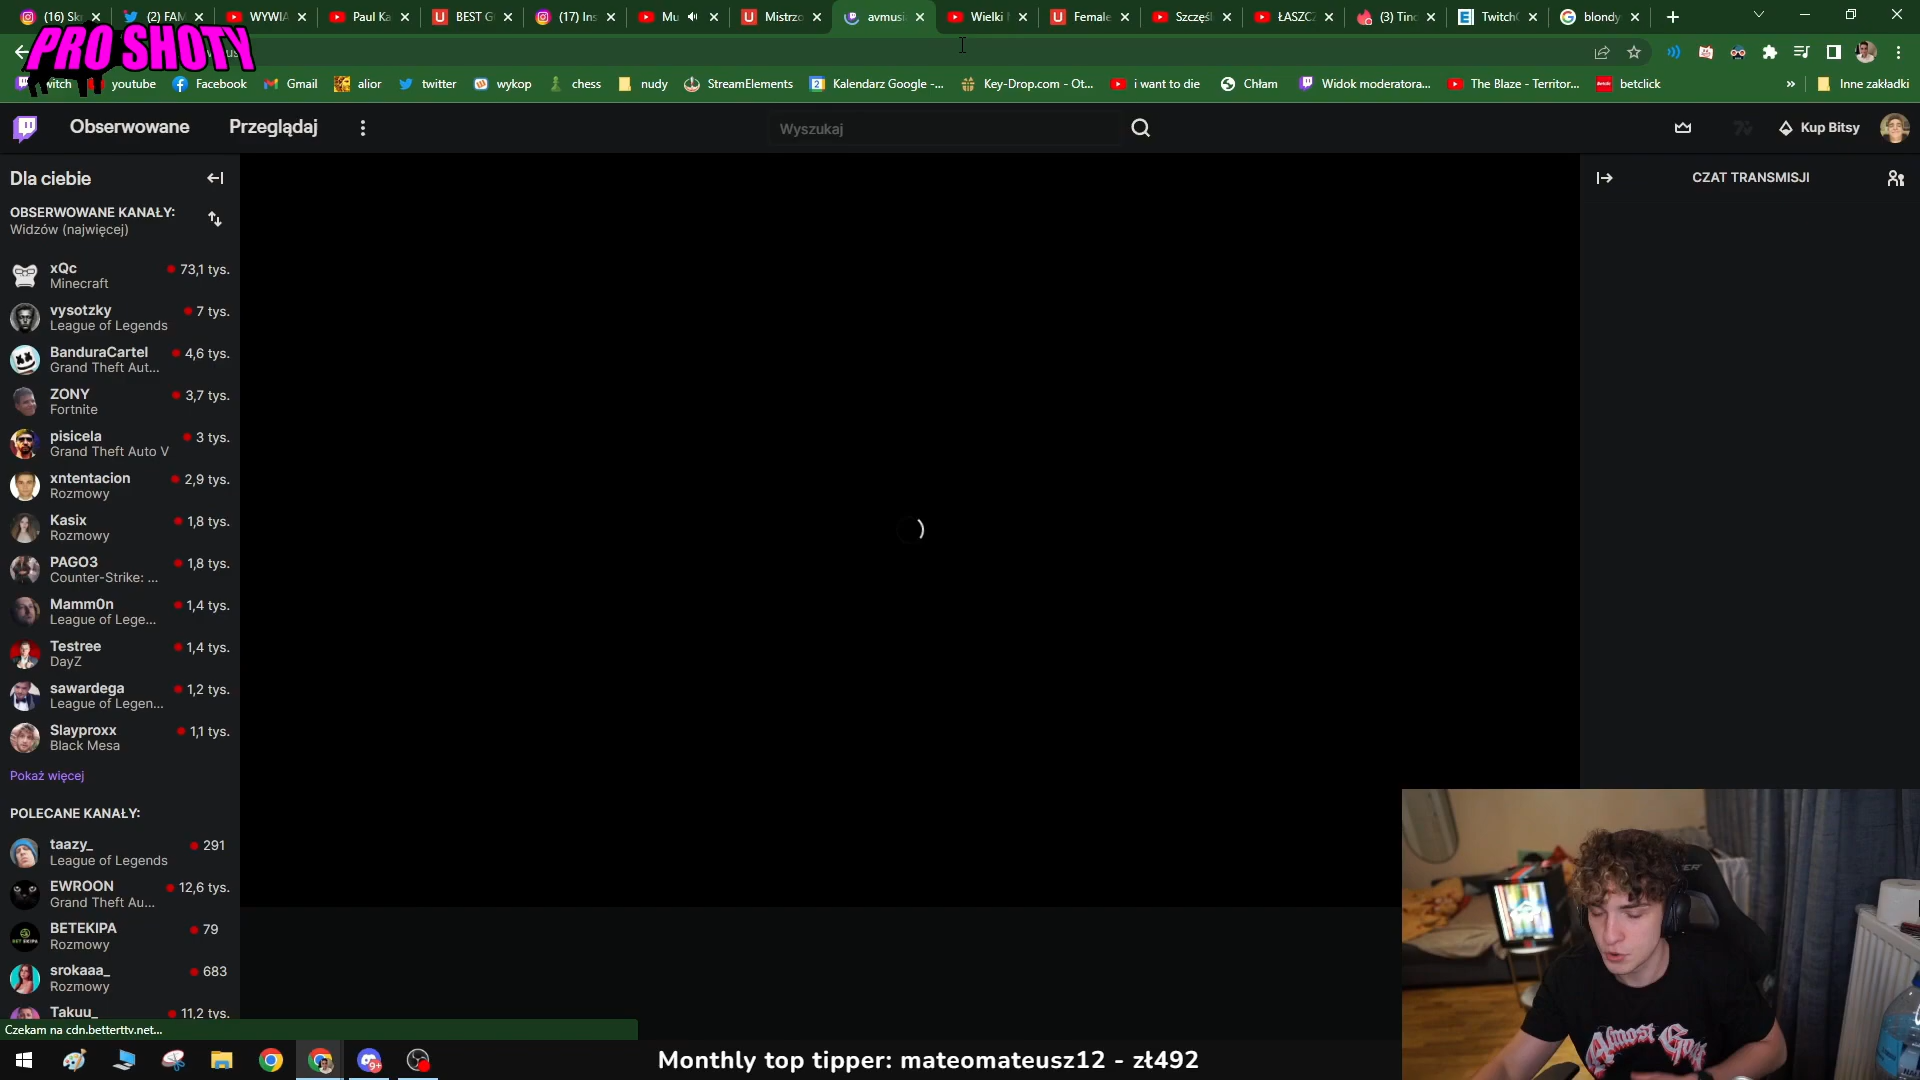 (16) Sk
(2) FAM
WYWIA
Paul Ka
BEST G
(17) Ins
Mu
Mistrzo
avmusi
Wielki
Female
Szczęśl
ŁASZCZ
(3) Tinc
Twitch
blondy
PRO SHOTY
witch
youtube
Facebook
Gmail
alior
twitter
wykop
chess
nudy
StreamElements
Kalendarz Google -...
Key-Drop.com - Ot...
i want to die
Chłam
Widok moderatora...
The Blaze - Territor...
betclick
»
Inne zakładki
Obserwowane
Przeglądaj
Wyszukaj
Kup Bitsy
Dla ciebie
OBSERWOWANE KANAŁY:
Widzów (najwięcej)
xQc
73,1 tys.
Minecraft
vysotzky
7 tys.
League of Legends
BanduraCartel
4,6 tys.
Grand Theft Aut...
ZONY
3,7 tys.
Fortnite
pisicela
3 tys.
Grand Theft Auto V
xntentacion
2,9 tys.
Rozmowy
Kasix
1,8 tys.
Rozmowy
PAGO3
1,8 tys.
Counter-Strike: ...
Mamm0n
1,4 tys.
League of Lege...
Testree
1,4 tys.
DayZ
sawardega
1,2 tys.
League of Legen...
Slayproxx
1,1 tys.
Black Mesa
Pokaż więcej
POLECANE KANAŁY:
taazy_
291
League of Legends
EWROON
12,6 tys.
Grand Theft Au...
BETEKIPA
79
Rozmowy
srokaaa_
683
Rozmowy
Takuu_
11,2 tys.
CZAT TRANSMISJI
Czekam na cdn.betterttv.net...
9+
Monthly top tipper: mateomateusz12 - zł492
Almost